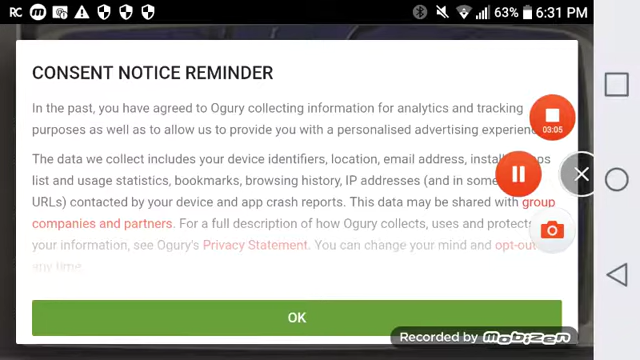 RC 63% 6:31 PM
CONSENT NOTICE REMINDER
In the past, you have agreed to Ogury collecting information for analytics and tracking
purposes as well as to allow us to provide you with a personalised advertising
The data we collect includes your device identifiers, location, email address,
list and usage statistics, bookmarks, browsing history, IP addresses (and in some
URLs) contacted by your device and app crash reports. This data may be shared with group
companies and partners. For a full description of how Ogury collects, uses and protects
your information, see Ogury's Privacy Statement. You can change your mind and opt-out
any time.
03:05
OK
Recorded by mobizen